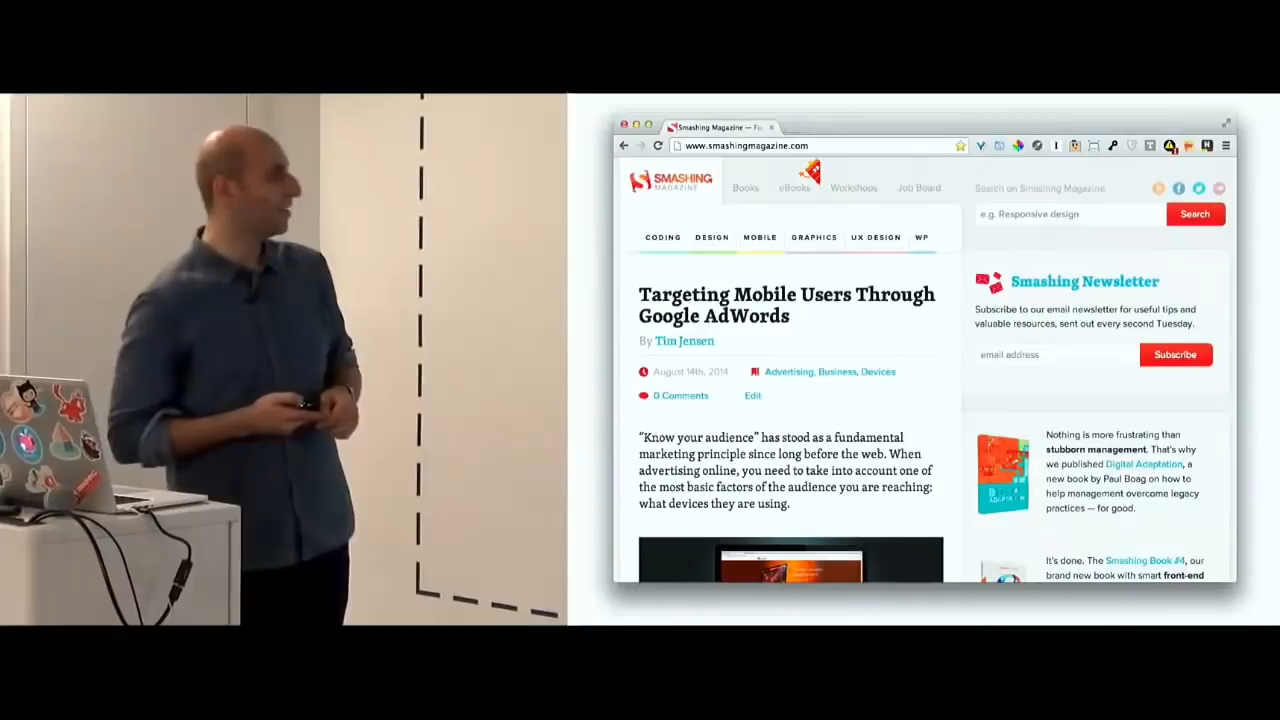 Smashing Magazine — Fo
www.smashingmagazine.com
SMASHING
MAGAZINE
Books
eBooks
Workshops
Job Board
Search on Smashing Magazine
e.g. Responsive design
Search
CODING
DESIGN
MOBILE
GRAPHICS
UX DESIGN
WP
Targeting Mobile Users Through
Google AdWords
By Tim Jensen
August 14th, 2014
Advertising, Business, Devices
0 Comments
Edit
“Know your audience” has stood as a fundamental
marketing principle since long before the web. When
advertising online, you need to take into account one of
the most basic factors of the audience you are reaching:
what devices they are using.
Smashing Newsletter
Subscribe to our email newsletter for useful tips and
valuable resources, sent out every second Tuesday.
email address
Subscribe
Nothing is more frustrating than
stubborn management. That's why
we published Digital Adaptation, a
new book by Paul Boag on how to
help management overcome legacy
practices — for good.
It's done. The Smashing Book #4, our
brand new book with smart front-end